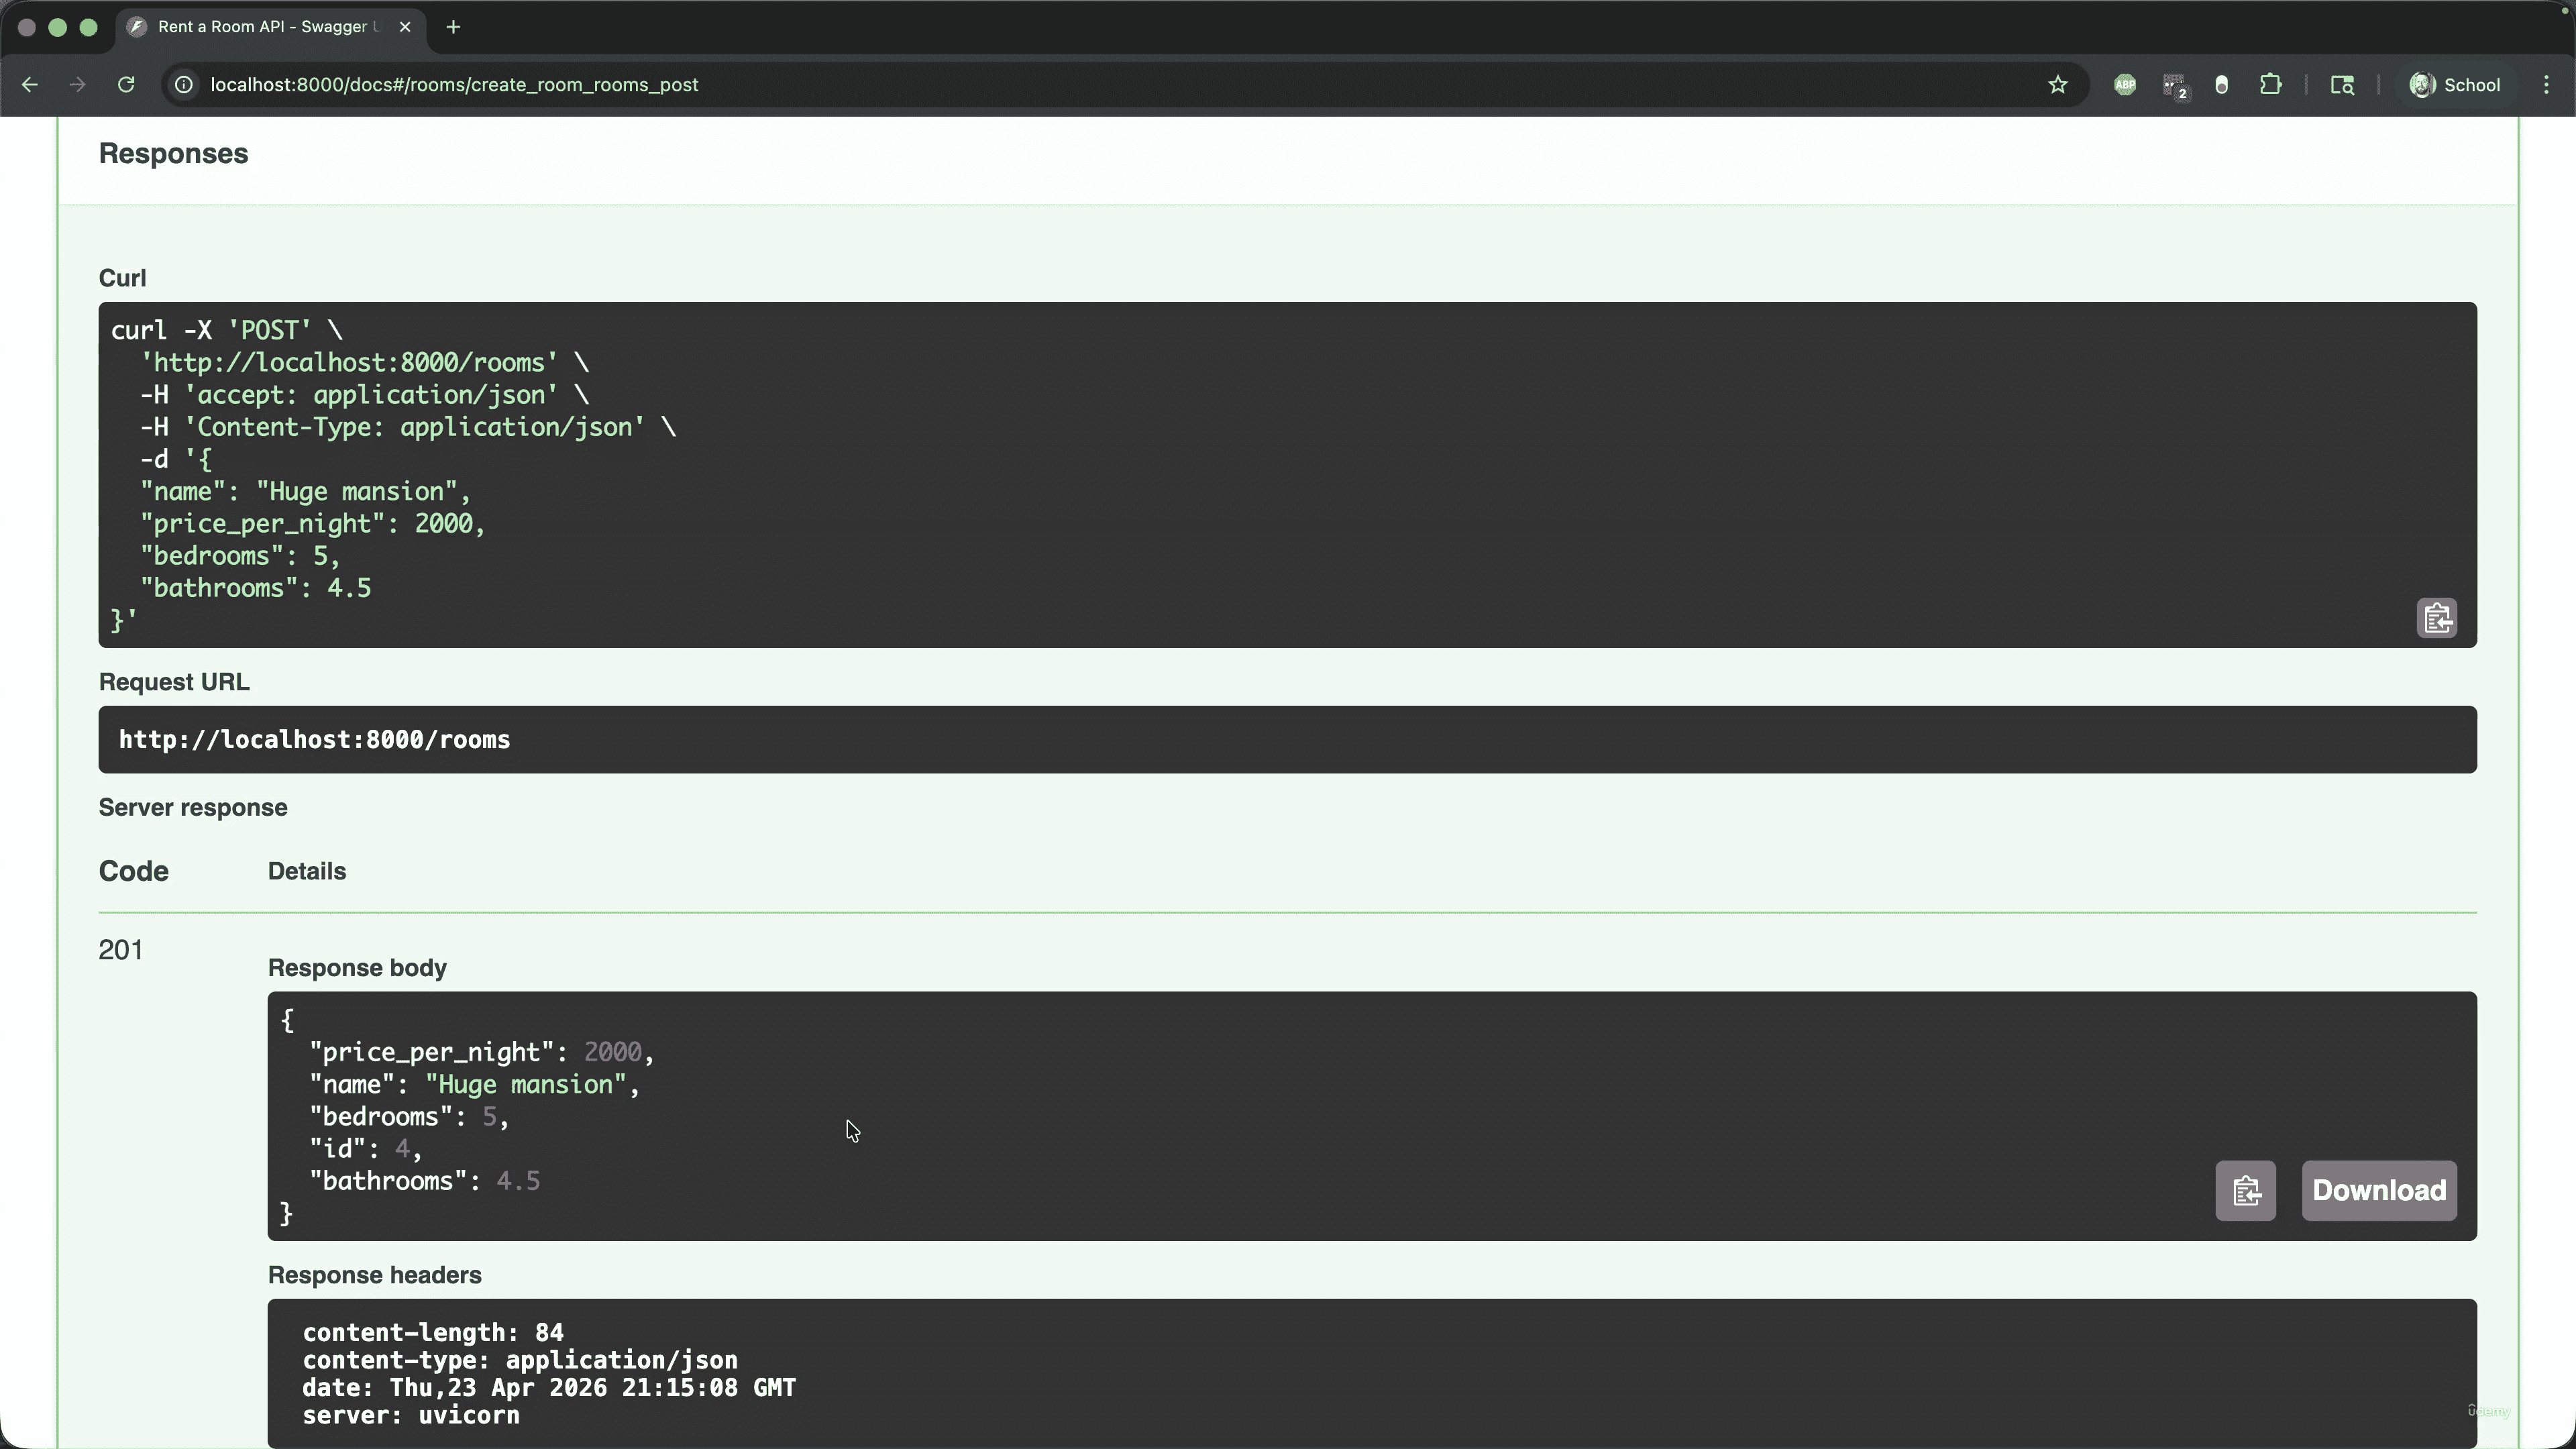 Rent a Room API - Swagger U
localhost:8000/docs#/rooms/create_room_rooms_post
ABP
2
School
Responses
Curl
curl -X 'POST' \
'http://localhost:8000/rooms' \
-H 'accept: application/json' \
-H 'Content-Type: application/json' \
-d '{
"name": "Huge mansion",
"price_per_night": 2000,
"bedrooms": 5,
"bathrooms": 4.5
}'
Request URL
http://localhost:8000/rooms
Server response
Code Details
201
Response body
{
"price_per_night": 2000,
"name": "Huge mansion",
"bedrooms": 5,
"id": 4,
"bathrooms": 4.5
}
Download
Response headers
content-length: 84
content-type: application/json
date: Thu,23 Apr 2026 21:15:08 GMT
server: uvicorn
ûdemy